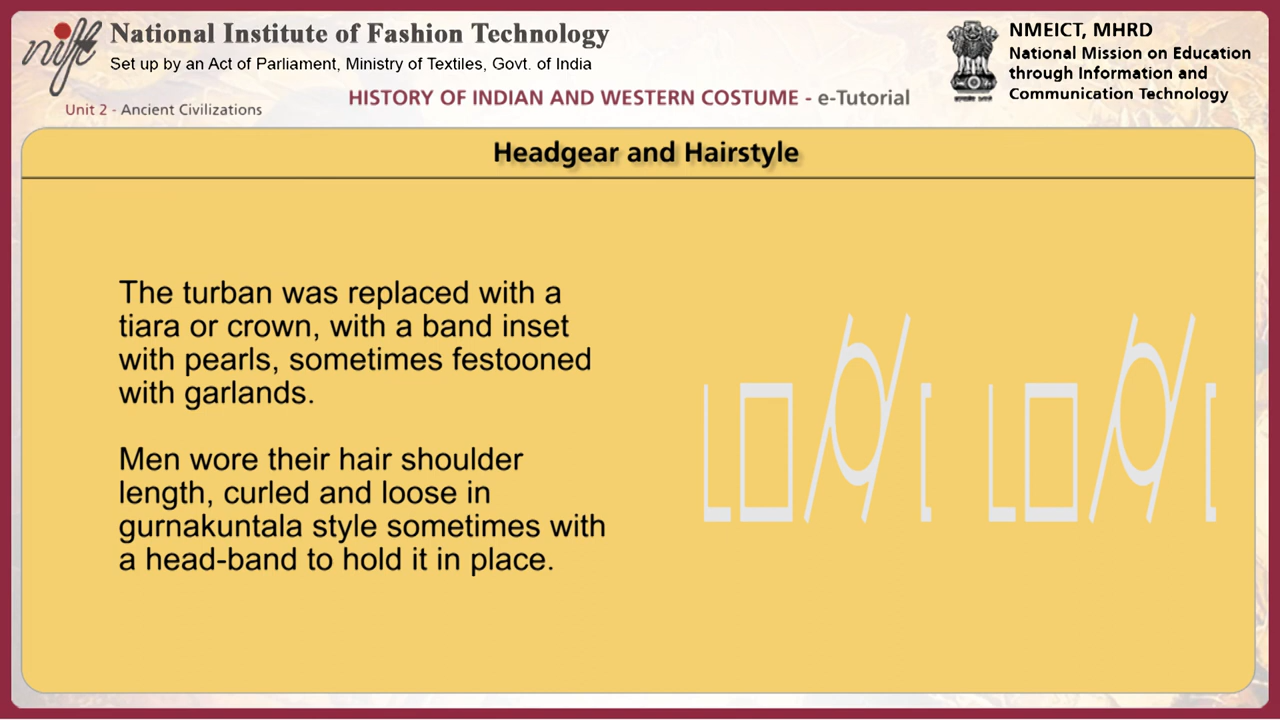 nift
National Institute of Fashion Technology
Set up by an Act of Parliament, Ministry of Textiles, Govt. of India
NMEICT, MHRD
National Mission on Education
through Information and
Communication Technology
Unit 2 - Ancient Civilizations
HISTORY OF INDIAN AND WESTERN COSTUME - e-Tutorial
Headgear and Hairstyle
The turban was replaced with a
tiara or crown, with a band inset
with pearls, sometimes festooned
with garlands.
Men wore their hair shoulder
length, curled and loose in
gurnakuntala style sometimes with
a head-band to hold it in place.